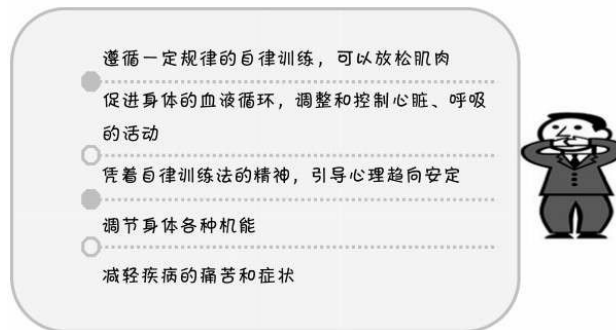 遵循一定规律的自律训练，可以放松肌肉
促进身体的血液循环，调整和控制心脏、呼吸
的活动
凭着自律训练法的精神，引导心理趋向安定
调节身体各种机能
减轻疾病的痛苦和症状